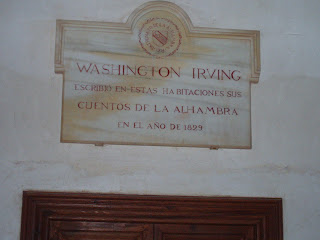 WASHINGTON IRVING
ESCRIBIO EN ESTAS HABITACIONES SUS
CUENTOS DE LA ALHAMBRA
EN EL AÑO DE 1829